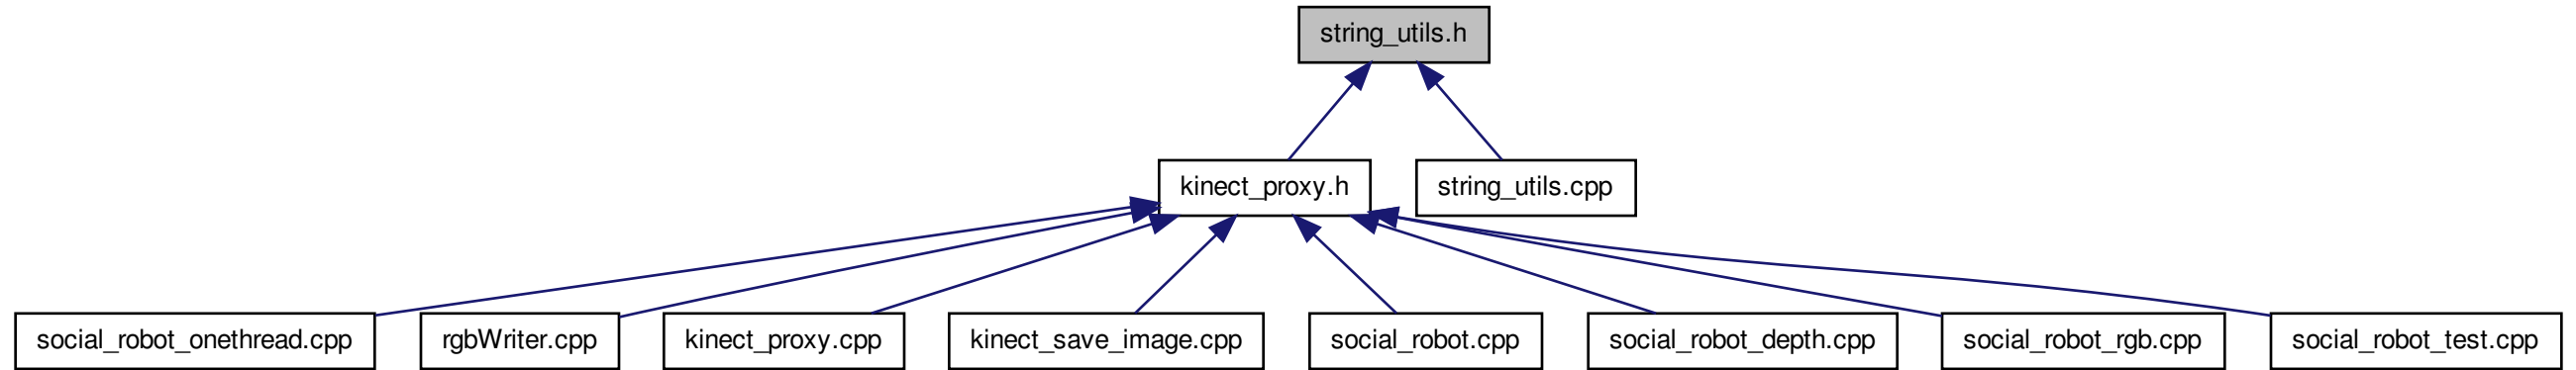 string_utils.h
kinect_proxy.h
string_utils.cpp
social_robot_onethread.cpp
rgbWriter.cpp
kinect_proxy.cpp
kinect_save_image.cpp
social_robot.cpp
social_robot_depth.cpp
social_robot_rgb.cpp
social_robot_test.cpp